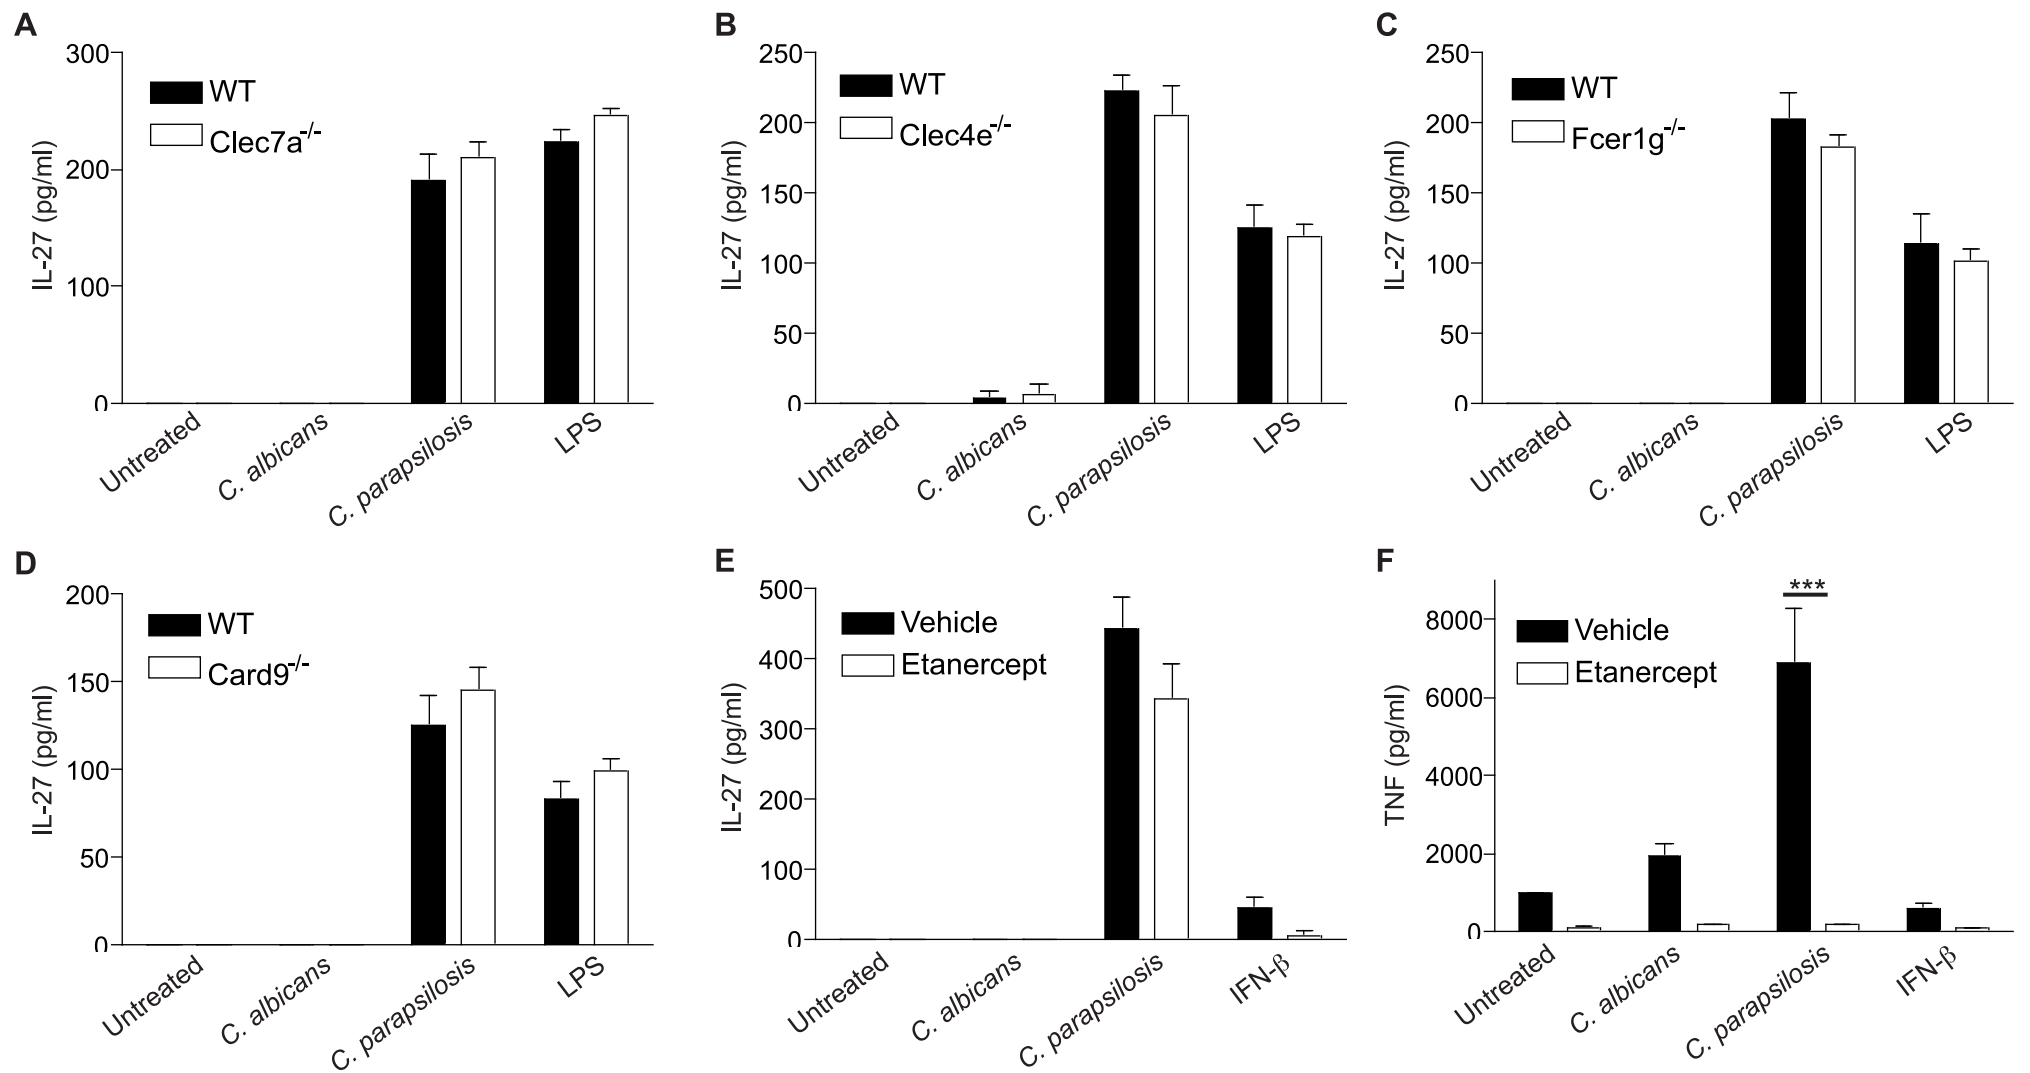 A
300
200
100
0
IL-27 (pg/ml)
WT
Clec7a-/-
Untreated
C. albicans
C. parapsilosis
LPS
B
250
200
150
100
50
0
IL-27 (pg/ml)
WT
Clec4e-/-
Untreated
C. albicans
C. parapsilosis
LPS
C
250
200
150
100
50
0
IL-27 (pg/ml)
WT
Fcer1g-/-
Untreated
C. albicans
C. parapsilosis
LPS
D
200
150
100
50
0
IL-27 (pg/ml)
WT
Card9-/-
Untreated
C. albicans
C. parapsilosis
LPS
E
500
400
300
200
100
0
IL-27 (pg/ml)
Vehicle
Etanercept
Untreated
C. albicans
C. parapsilosis
IFN-β
F
8000
6000
4000
2000
0
TNF (pg/ml)
Vehicle
Etanercept
***
Untreated
C. albicans
C. parapsilosis
IFN-β